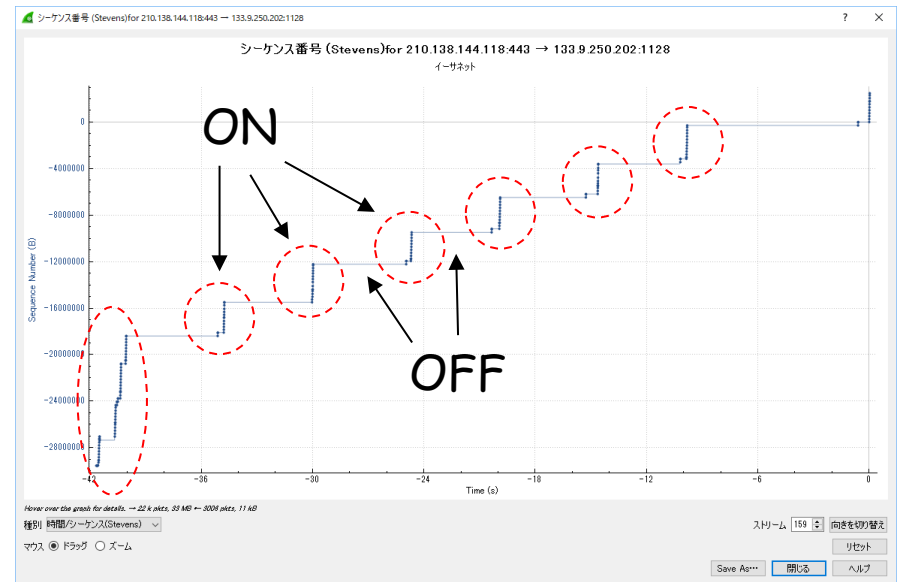 シーケンス番号 (Stevens)for 210.138.144.118:443 → 133.9.250.202:1128
? ×
シーケンス番号 (Stevens)for 210.138.144.118:443 → 133.9.250.202:1128
イーサネット
ON
OFF
Sequence Number (B)
0
-4000000
-8000000
-12000000
-16000000
-20000000
-24000000
-28000000
-42 -36 -30 -24 -18 -12 -6 0
Time (s)
Hover over the graph for details. → 22 k pkts, 33 MB ← 3006 pkts, 11 kB
種別 時間/シーケンス(Stevens) ストリーム 159 向きを切り替え
マウス ドラッグ ズーム リセット
Save As… 閉じる ヘルプ